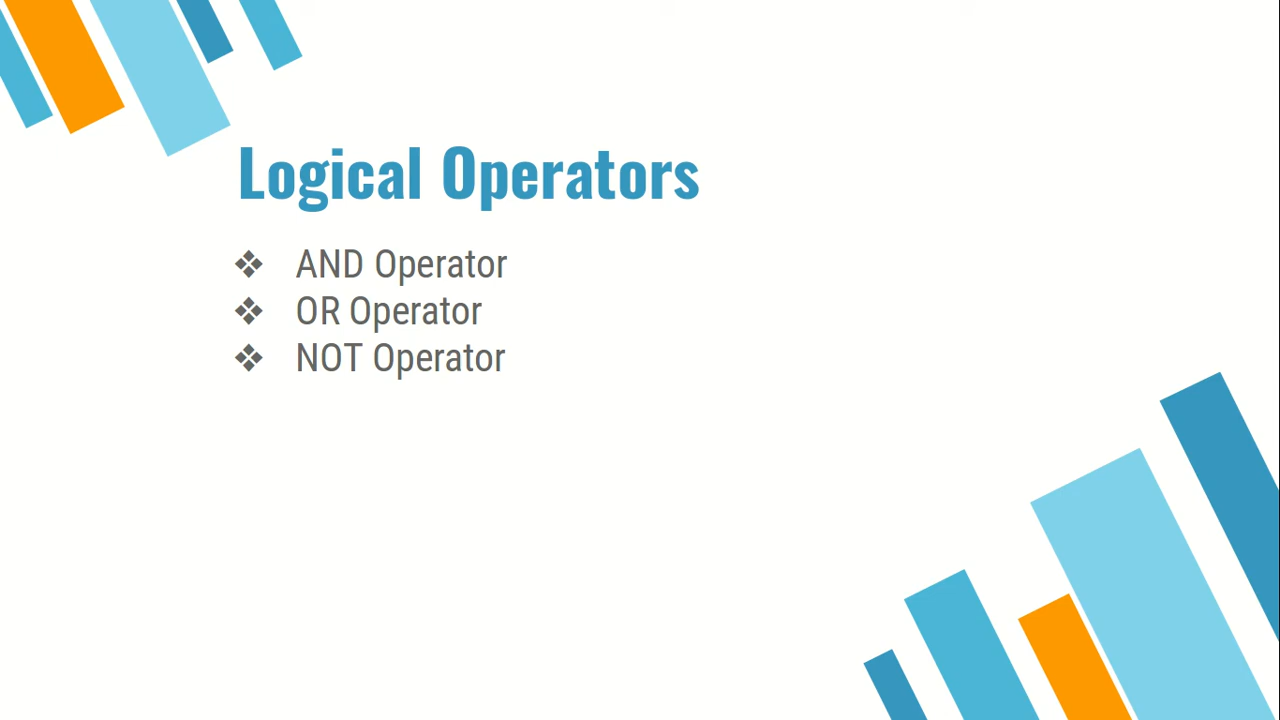 Logical Operators
❖ AND Operator
❖ OR Operator
❖ NOT Operator